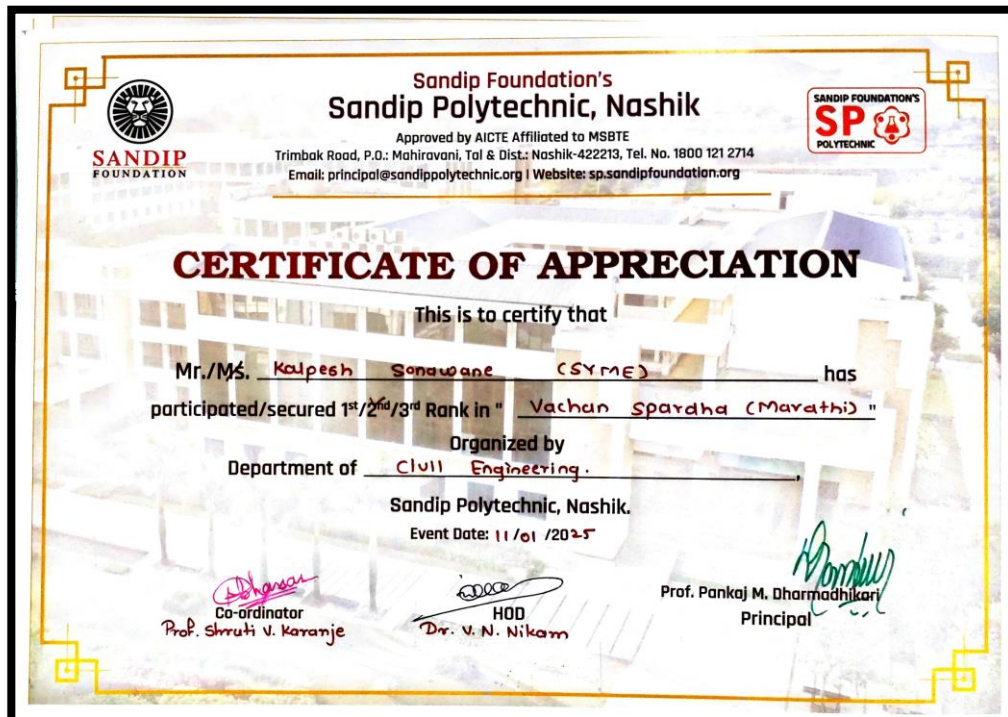 SANDIP
FOUNDATION
Sandip Foundation's
Sandip Polytechnic, Nashik
Approved by AICTE Affiliated to MSBTE
Trimbak Road, P.O.: Mahiravani, Tal & Dist.: Nashik-422213, Tel. No. 1800 121 2714
Email: principal@sandippolytechnic.org | Website: sp.sandipfoundation.org
SANDIP FOUNDATION'S
SP
POLYTECHNIC
CERTIFICATE OF APPRECIATION
This is to certify that
Mr./Ms. Kalpesh Sonawane (SYME) has
participated/secured 1st/2nd/3rd Rank in " Vachan spardha (Marathi) "
Organized by
Department of Civil Engineering.,
Sandip Polytechnic, Nashik.
Event Date: 11/01/2025
Co-ordinator
Prof. Shruti V. Karanje
HOD
Dr. V. N. Nikam
Prof. Pankaj M. Dharmadhikari
Principal